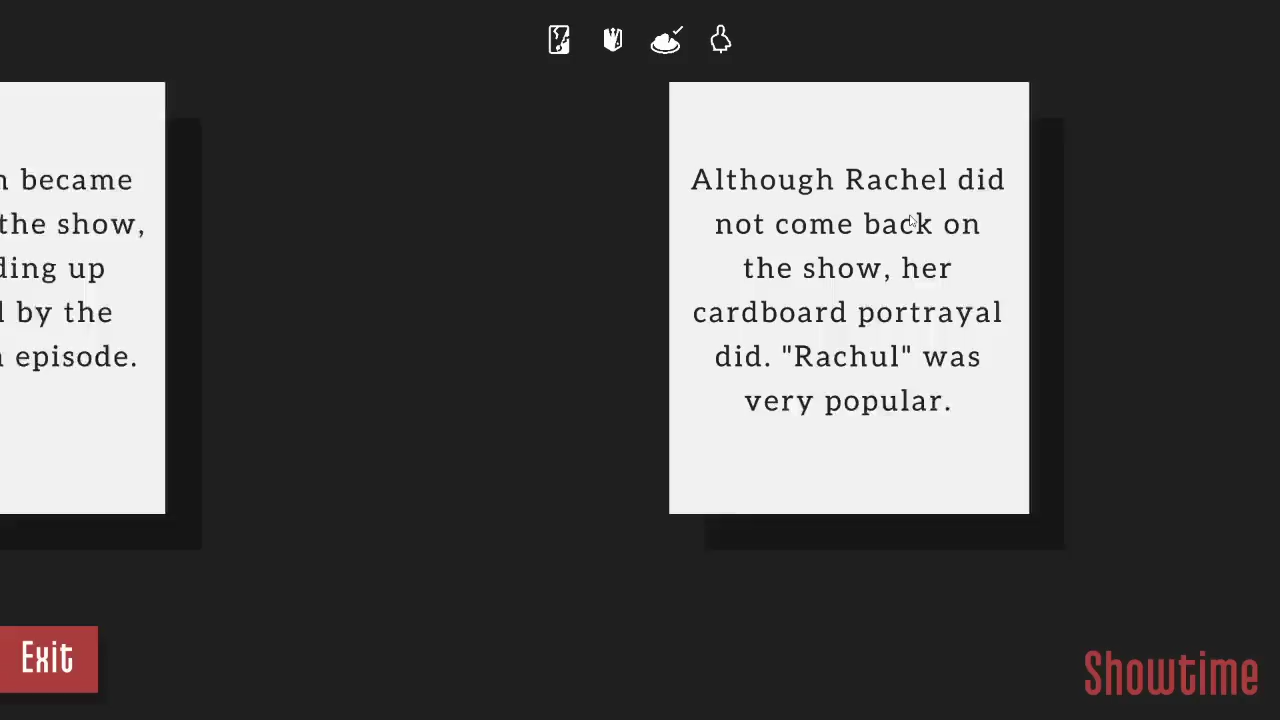 became
the show,
up
by the
episode.
Although Rachel did
not come back on
the show, her
cardboard portrayal
did. "Rachul" was
very popular.
Exit
Showtime